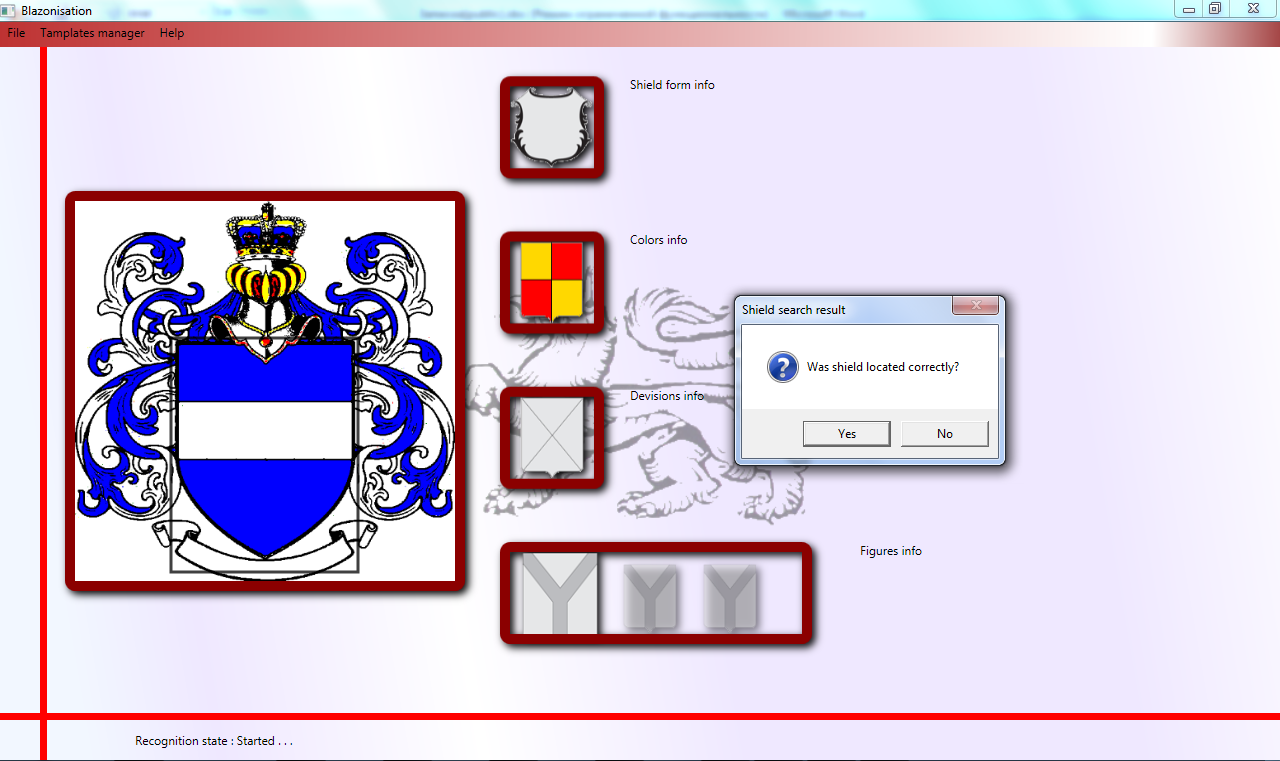 Blazonisation
File Tamplates manager Help
Shield form info
Colors info
Shield search result
Was shield located correctly?
Yes No
Devisions info
Figures info
Recognition state : Started . . .